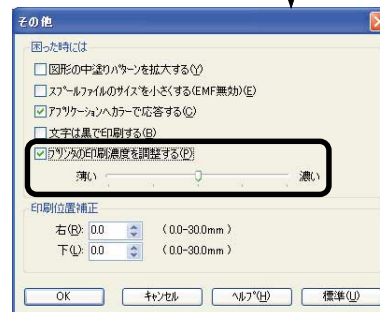 その他
困った時には
図形の中塗りパターンを拡大する(Y)
スプールファイルのサイズを小さくする(EMF無効)(E)
アプリケーションへカラーで応答する(C)
文字は黒で印刷する(B)
プリンタの印刷濃度を調整する(P)
薄い 濃い
印刷位置補正
右(R): 0.0 (0.0-30.0mm)
下(L): 0.0 (0.0-30.0mm)
OK キャンセル ヘルプ(H) 標準(U)